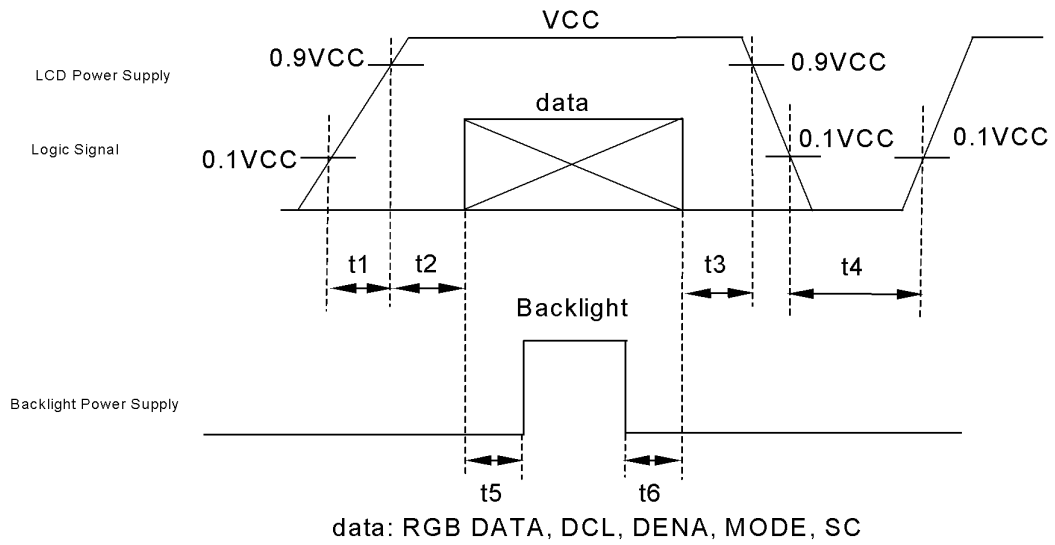 VCC
0.9VCC
0.9VCC
LCD Power Supply
data
Logic Signal
0.1VCC
0.1VCC
0.1VCC
t1
t2
t3
t4
Backlight
Backlight Power Supply
t5
t6
data: RGB DATA, DCL, DENA, MODE, SC